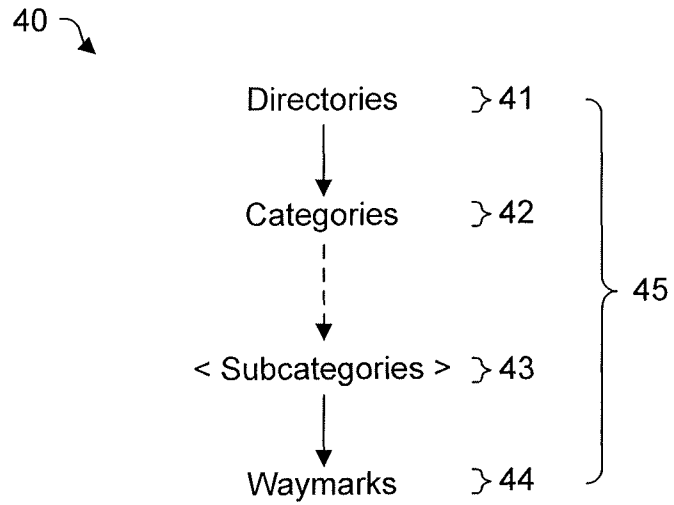 40
Directories 41
Categories 42
45
< Subcategories > 43
Waymarks 44